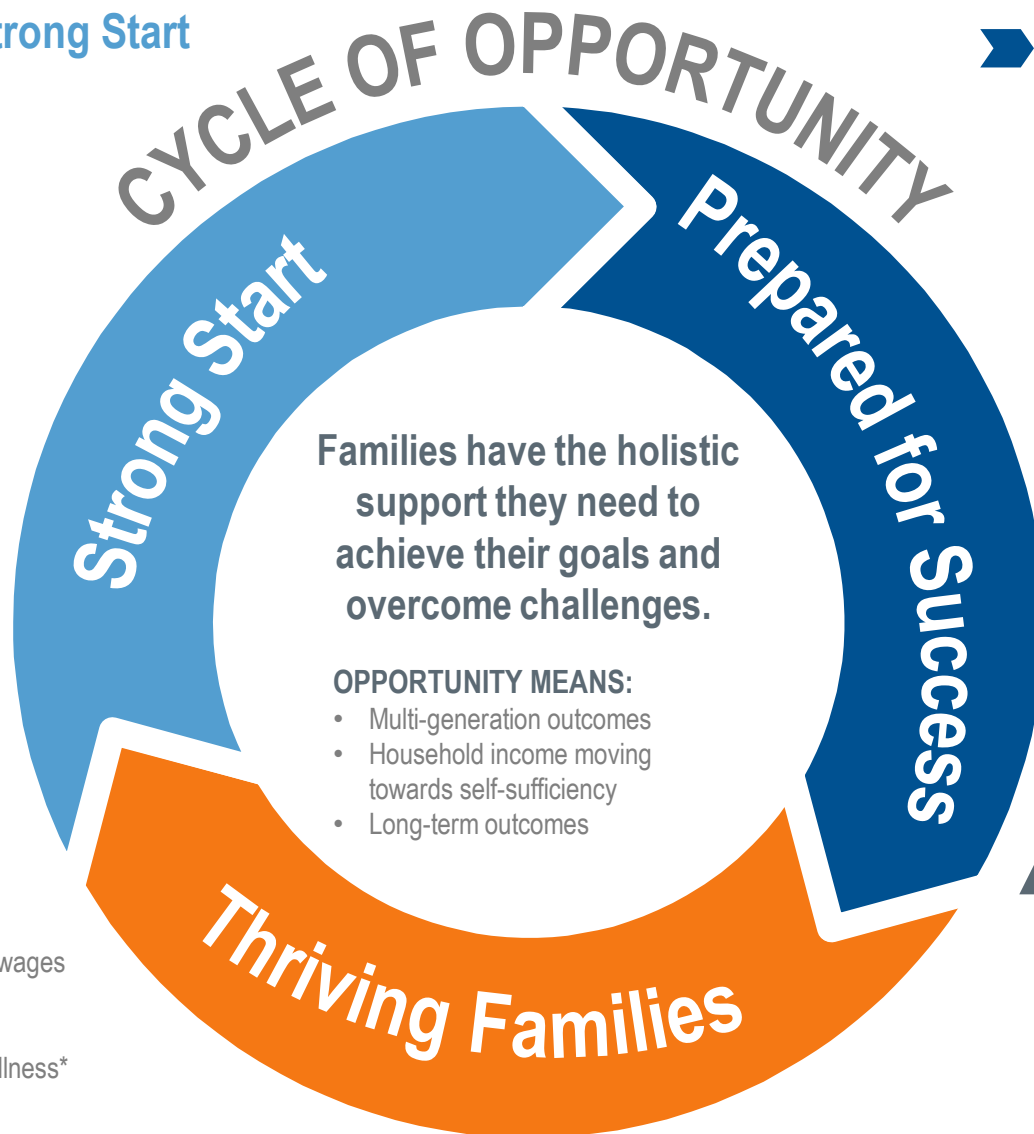 trong Start
CYCLE OF OPPORTUNITY
Strong Start
Prepared for Success
Families have the holistic
support they need to
achieve their goals and
overcome challenges.
OPPORTUNITY MEANS:
• Multi-generation outcomes
• Household income moving
towards self-sufficiency
• Long-term outcomes
Thriving Families
wages
llness*